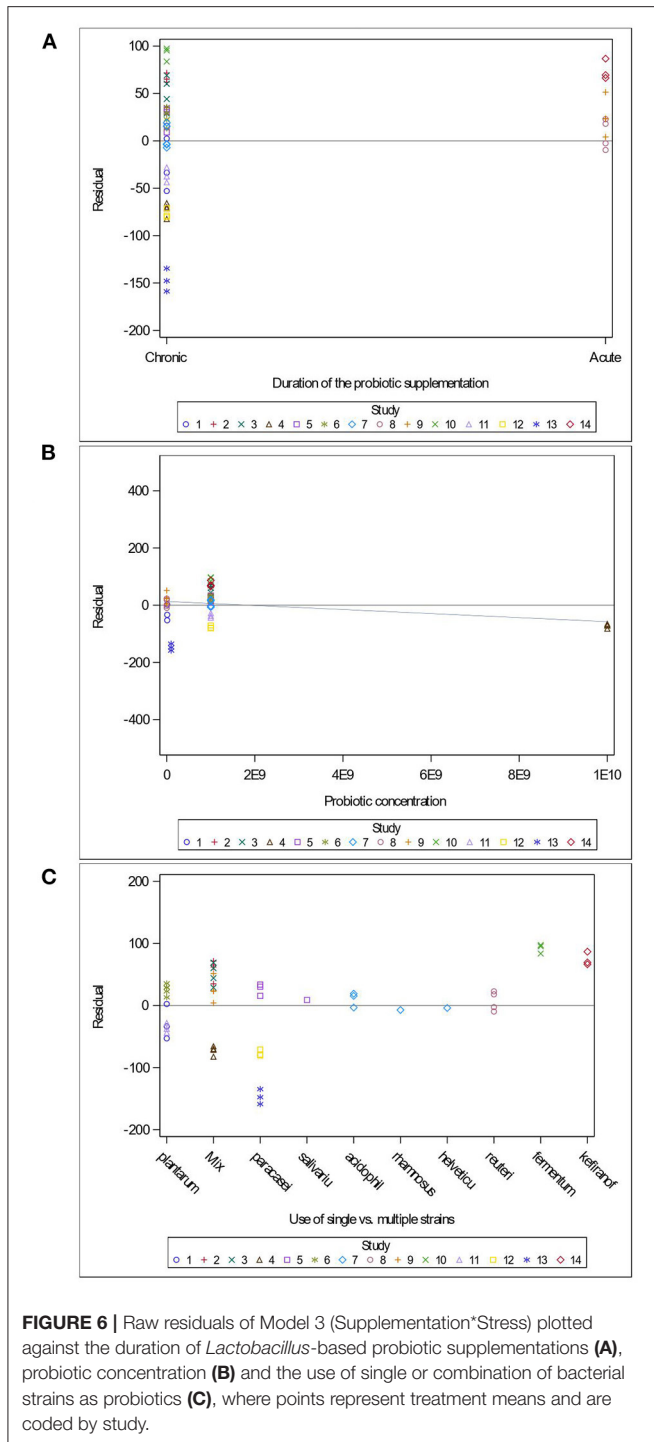 A
100
50
0
-50
-100
-150
-200
Residual
Chronic
Acute
Duration of the probiotic supplementation
Study
1 2 3 4 5 6 7 8 9 10 11 12 13 14
B
400
200
0
-200
-400
Residual
0 2E9 4E9 6E9 8E9 1E10
Probiotic concentration
Study
1 2 3 4 5 6 7 8 9 10 11 12 13 14
C
200
100
0
-100
-200
Residual
plantarum
Mix
paracasei
salivariu
acidophil
rhamnosus
helveticu
reuteri
fermentum
kefiranof
Use of single vs. multiple strains
Study
1 2 3 4 5 6 7 8 9 10 11 12 13 14
FIGURE 6 | Raw residuals of Model 3 (Supplementation*Stress) plotted
against the duration of Lactobacillus-based probiotic supplementations (A),
probiotic concentration (B) and the use of single or combination of bacterial
strains as probiotics (C), where points represent treatment means and are
coded by study.